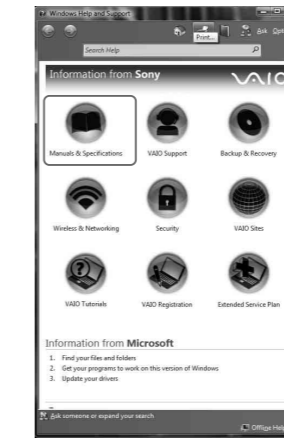 Windows Help and Support
Print...
Ask
Search Help
Information from Sony
VAIO
Manuals & Specifications
VAIO Support
Backup & Recovery
Wireless & Networking
Security
VAIO Sites
VAIO Tutorials
VAIO Registration
Extended Service Plan
Information from Microsoft
1. Find your files and folders
2. Get your programs to work on this version of Windows
3. Update your drivers
Ask someone or expand your search
Offline Help